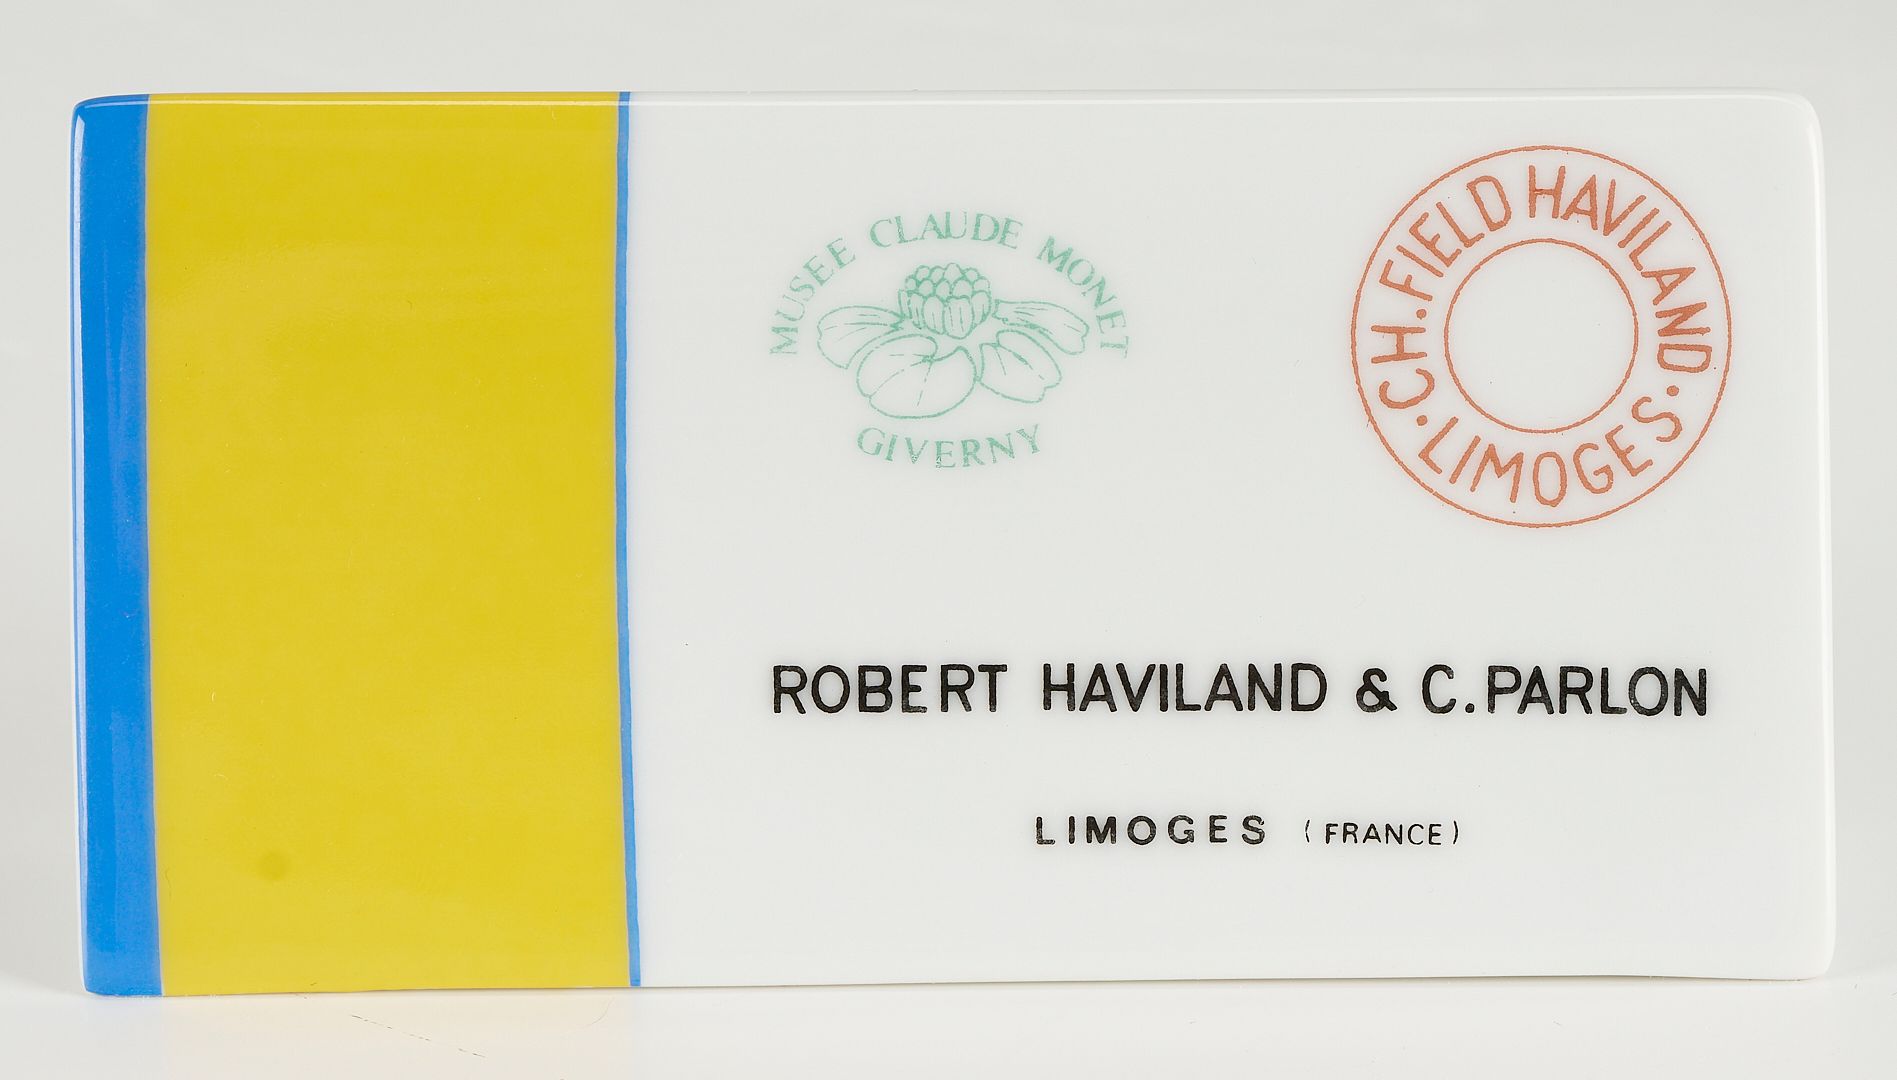 MUSEE CLAUDE MONET
GIVERNY
CH. FIELD HAVILAND
· LIMOGES ·
ROBERT HAVILAND & C. PARLON
LIMOGES (FRANCE)